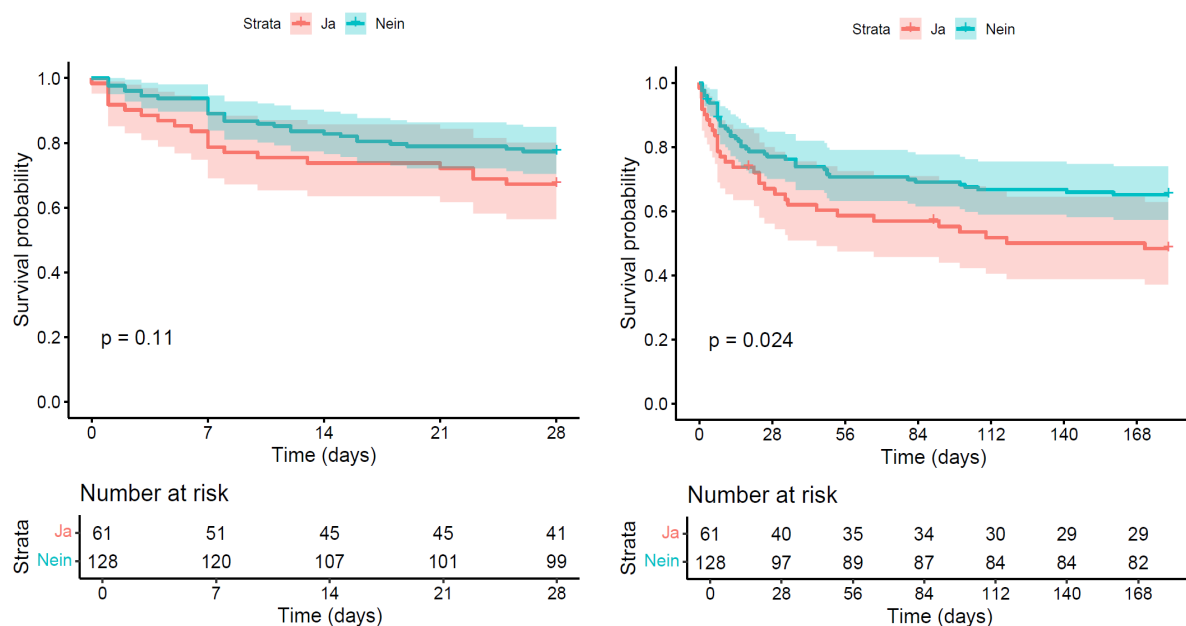 Strata Ja Nein
Survival probability
1.0
0.8
0.6
0.4
0.2
0.0
p = 0.11
0 7 14 21 28
Time (days)
Number at risk
Strata
Ja 61 51 45 45 41
Nein 128 120 107 101 99
0 7 14 21 28
Time (days)
Strata Ja Nein
Survival probability
1.0
0.8
0.6
0.4
0.2
0.0
p = 0.024
0 28 56 84 112 140 168
Time (days)
Number at risk
Strata
Ja 61 40 35 34 30 29 29
Nein 128 97 89 87 84 84 82
0 28 56 84 112 140 168
Time (days)